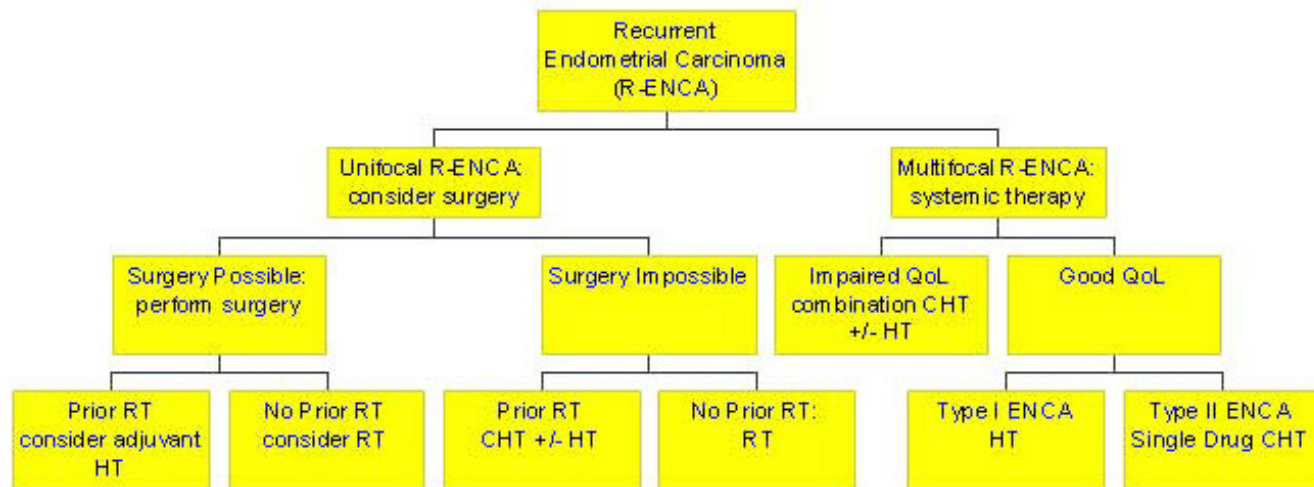 Recurrent
Endometrial Carcinoma
(R-ENCA)
Unifocal R-ENCA:
consider surgery
Multifocal R-ENCA:
systemic therapy
Surgery Possible:
perform surgery
Surgery Impossible
Impaired QoL
combination CHT
+/- HT
Good QoL
Prior RT
consider adjuvant
HT
No Prior RT
consider RT
Prior RT
CHT +/- HT
No Prior RT:
RT
Type I ENCA
HT
Type II ENCA
Single Drug CHT